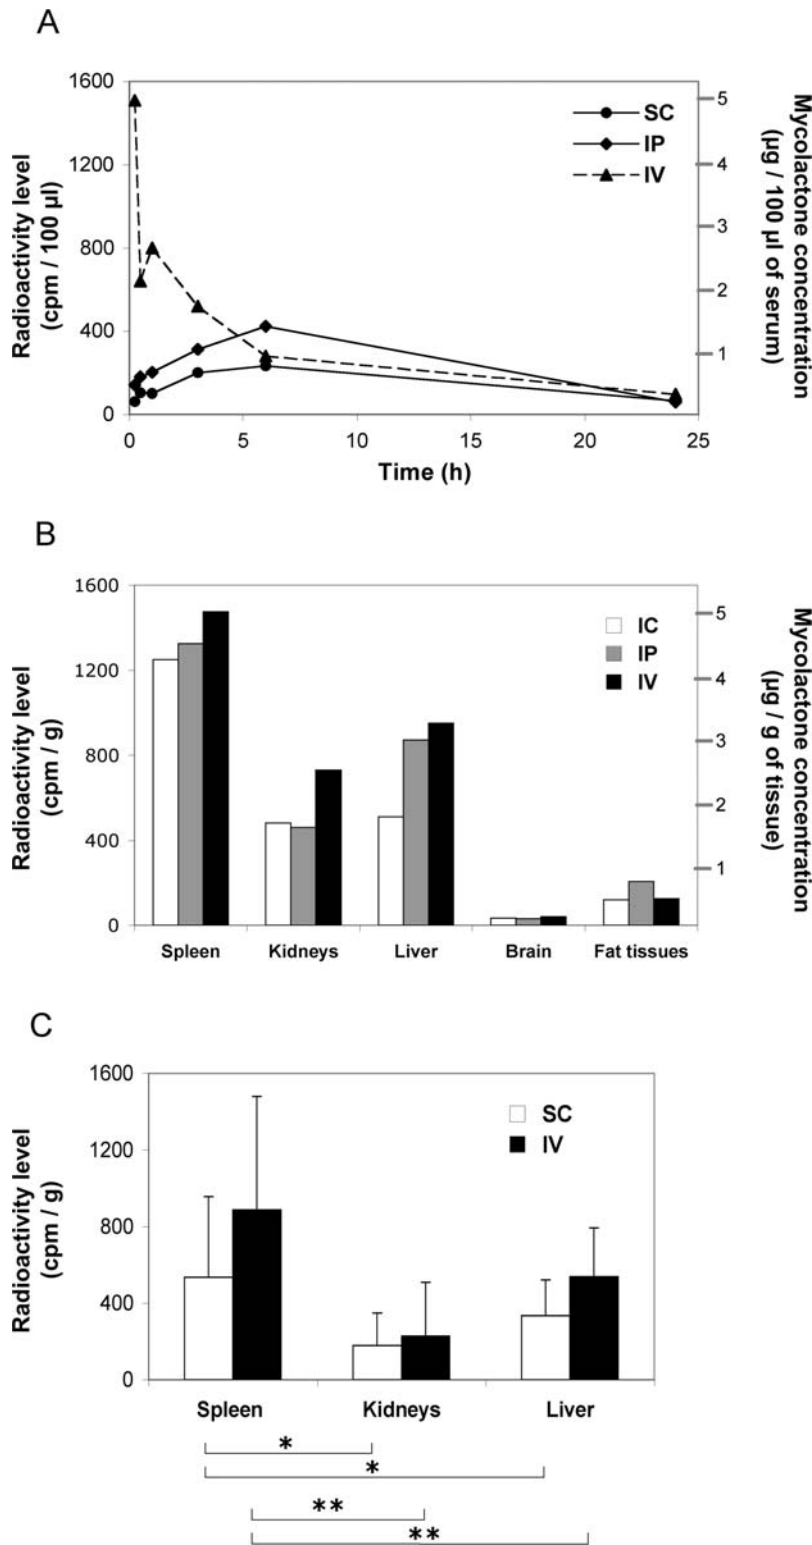 A
Radioactivity level
(cpm / 100 µl)
1600
1200
800
400
0
SC
IP
IV
5
4
3
2
1
Mycolactone concentration
(µg / 100 µl of serum)
0 5 10 15 20 25
Time (h)
B
Radioactivity level
(cpm / g)
1600
1200
800
400
0
IC
IP
IV
5
4
3
2
1
Mycolactone concentration
(µg / g of tissue)
Spleen Kidneys Liver Brain Fat tissues
C
Radioactivity level
(cpm / g)
1600
1200
800
400
0
SC
IV
Spleen Kidneys Liver
*
*
**
**